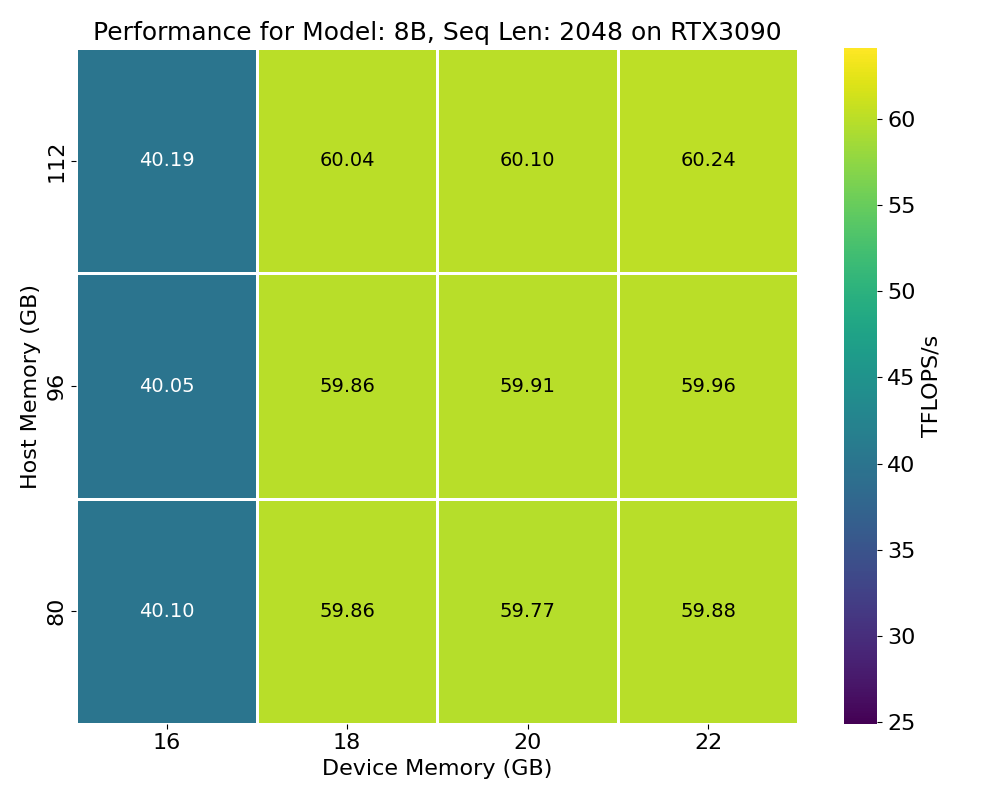 Performance for Model: 8B, Seq Len: 2048 on RTX3090
Host Memory (GB)
112
40.19 60.04 60.10 60.24
96
40.05 59.86 59.91 59.96
80
40.10 59.86 59.77 59.88
16 18 20 22
Device Memory (GB)
60
55
50
45
40
35
30
25
TFLOPS/s